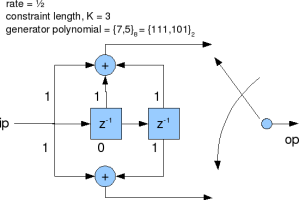 rate = ½
constraint length, K = 3
generator polynomial = {7,5}₈ = {111,101}₂
+
1 1 1
ip z⁻¹ z⁻¹
op
1 0 1
+